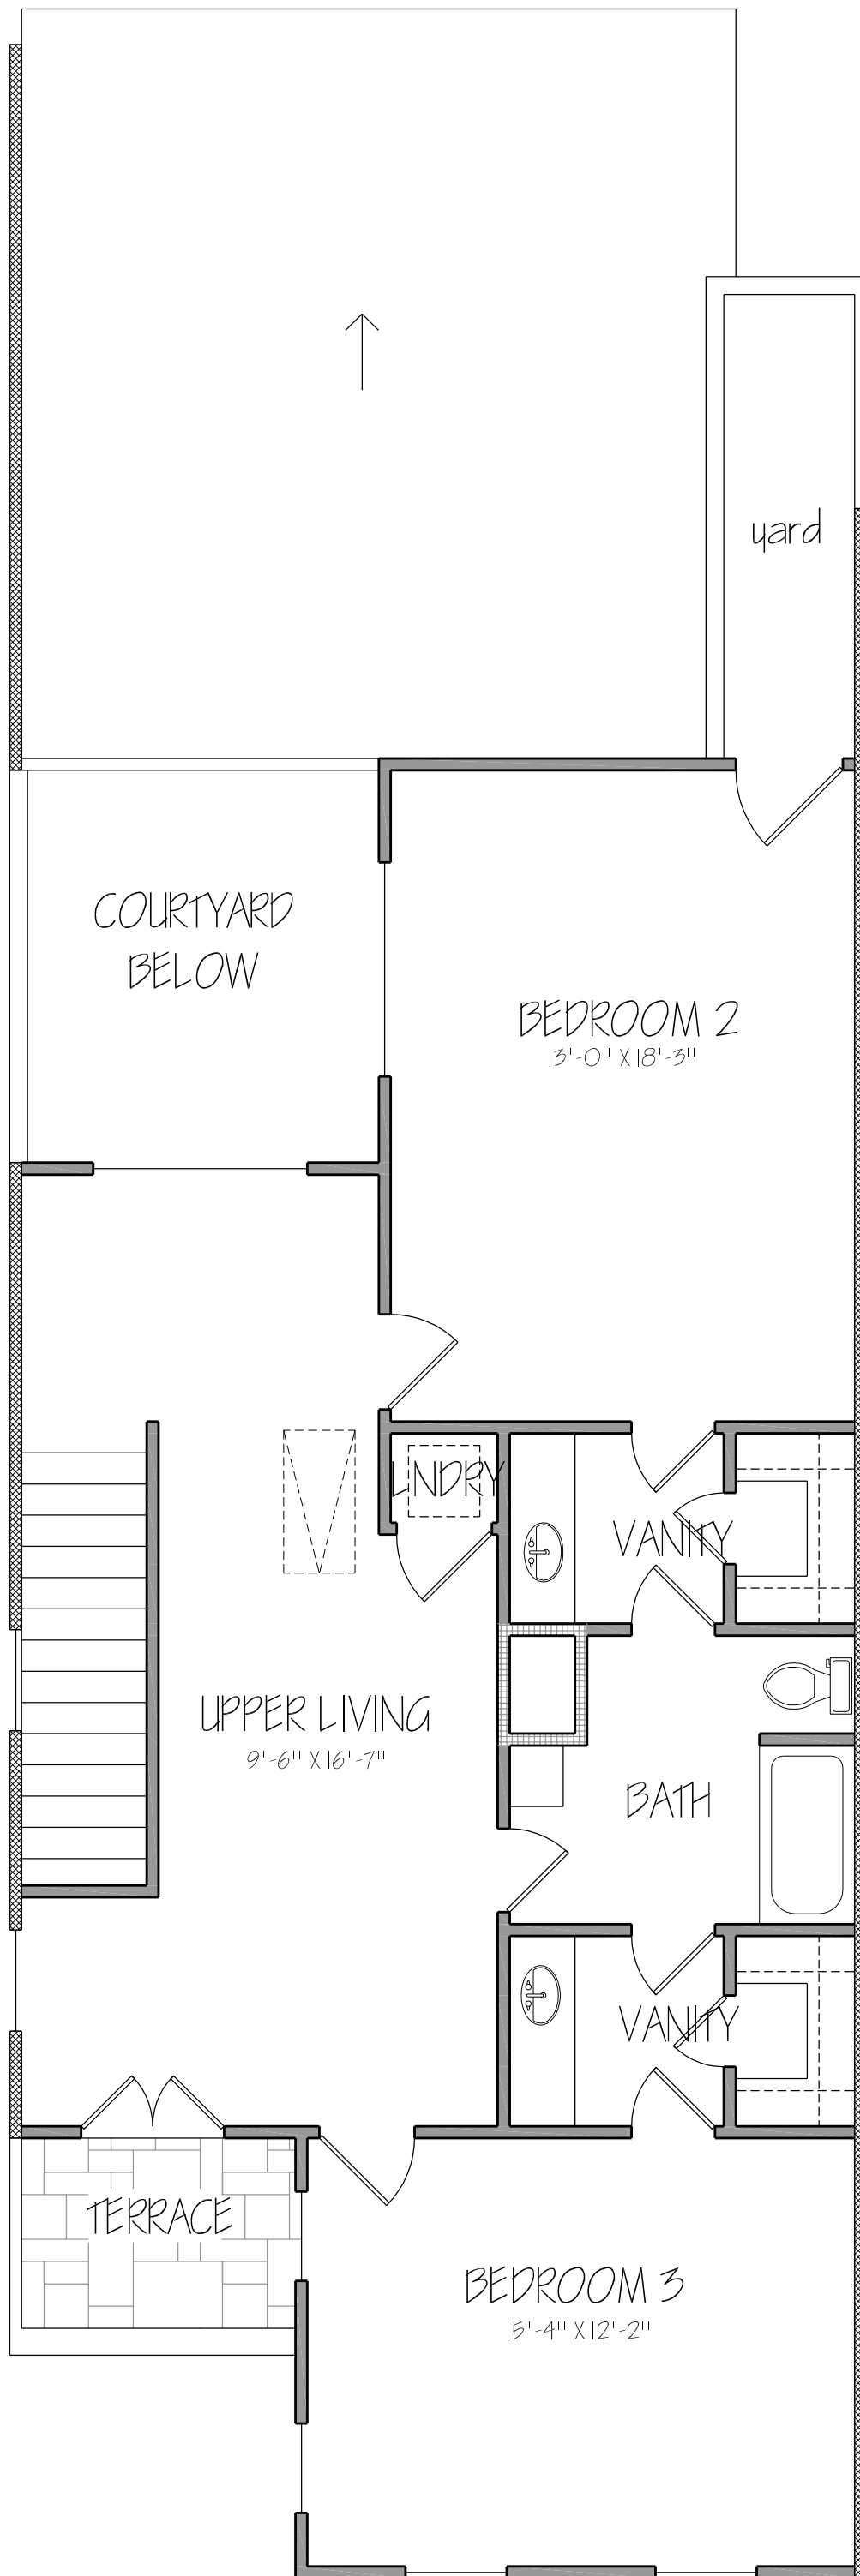 yard
COURTYARD
BELOW
BEDROOM 2
13'-0" X 18'-3"
LNDRY
VANITY
UPPER LIVING
9'-6" X 16'-7"
BATH
VANITY
TERRACE
BEDROOM 3
15'-4" X 12'-2"